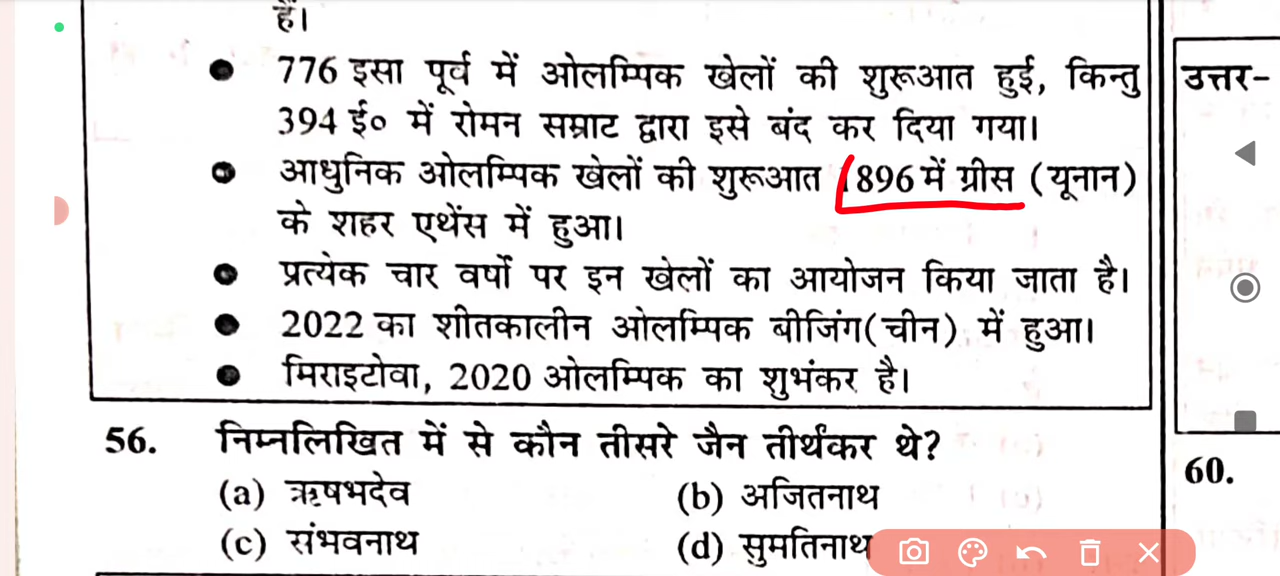 हैं।
776 इसा पूर्व में ओलम्पिक खेलों की शुरूआत हुई, किन्तु
394 ई० में रोमन सम्राट द्वारा इसे बंद कर दिया गया।
आधुनिक ओलम्पिक खेलों की शुरूआत 1896 में ग्रीस (यूनान)
के शहर एथेंस में हुआ।
प्रत्येक चार वर्षो पर इन खेलों का आयोजन किया जाता है।
2022 का शीतकालीन ओलम्पिक बीजिंग(चीन) में हुआ।
मिराइटोवा, 2020 ओलम्पिक का शुभंकर है।
56. निम्नलिखित में से कौन तीसरे जैन तीर्थंकर थे?
(a) ऋषभदेव (b) अजितनाथ
(c) संभवनाथ (d) सुमतिनाथ
उत्तर-
60.